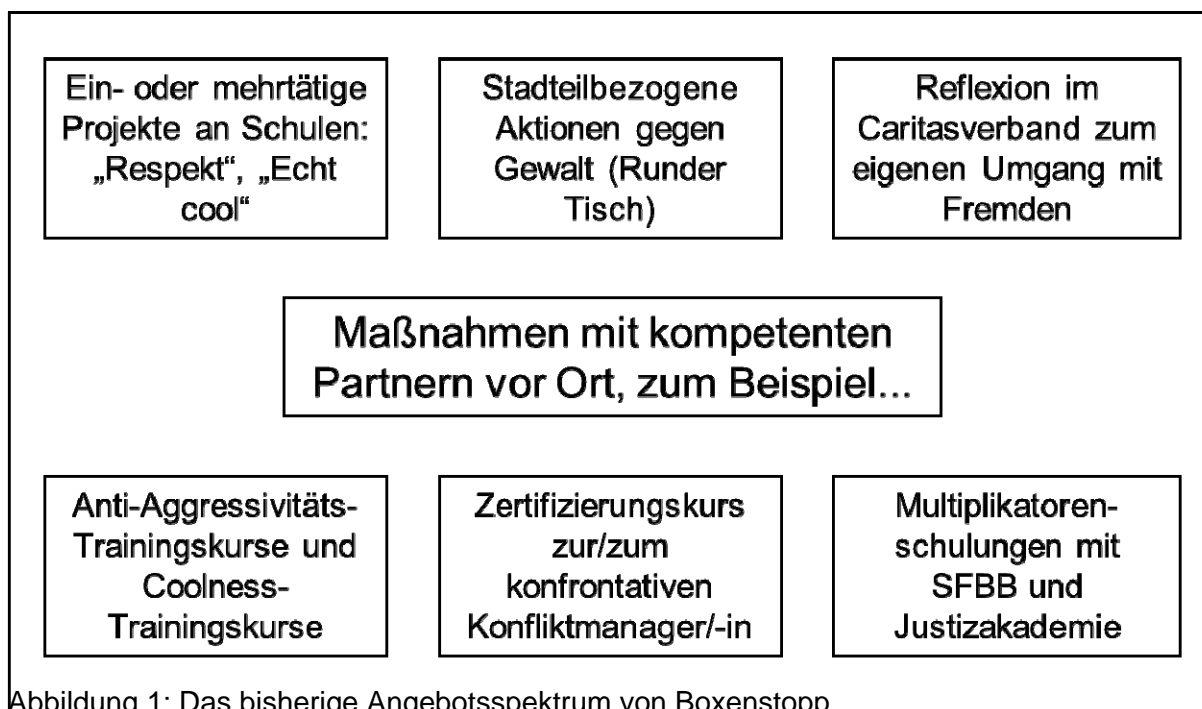 Ein- oder mehrtätige
Projekte an Schulen:
„Respekt“, „Echt
cool“
Stadteilbezogene
Aktionen gegen
Gewalt (Runder
Tisch)
Reflexion im
Caritasverband zum
eigenen Umgang mit
Fremden
Maßnahmen mit kompetenten
Partnern vor Ort, zum Beispiel...
Anti-Aggressivitäts-
Trainingskurse und
Coolness-
Trainingskurse
Zertifizierungskurs
zur/zum
konfrontativen
Konfliktmanager/-in
Multiplikatoren-
schulungen mit
SFBB und
Justizakademie
Abbildung 1: Das bisherige Angebotsspektrum von Boxenstopp